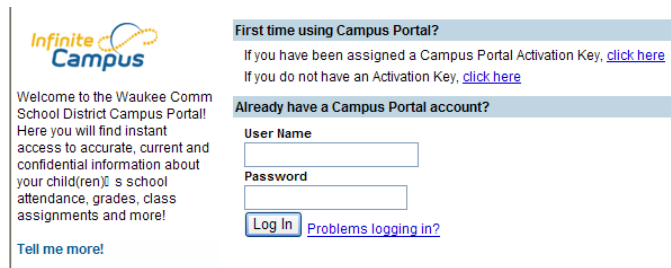 Infinite
Campus
Welcome to the Waukee Comm
School District Campus Portal!
Here you will find instant
access to accurate, current and
confidential information about
your child(ren)▯ s school
attendance, grades, class
assignments and more!
Tell me more!
First time using Campus Portal?
If you have been assigned a Campus Portal Activation Key, click here
If you do not have an Activation Key, click here
Already have a Campus Portal account?
User Name
Password
Log In Problems logging in?